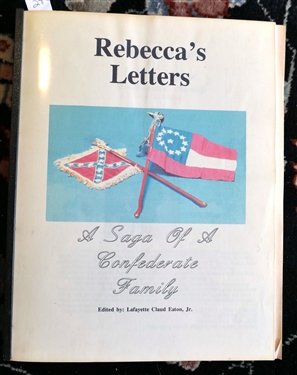 Rebecca's
Letters
A Saga Of A
Confederate
Family
Edited by: Lafayette Claud Eaton, Jr.